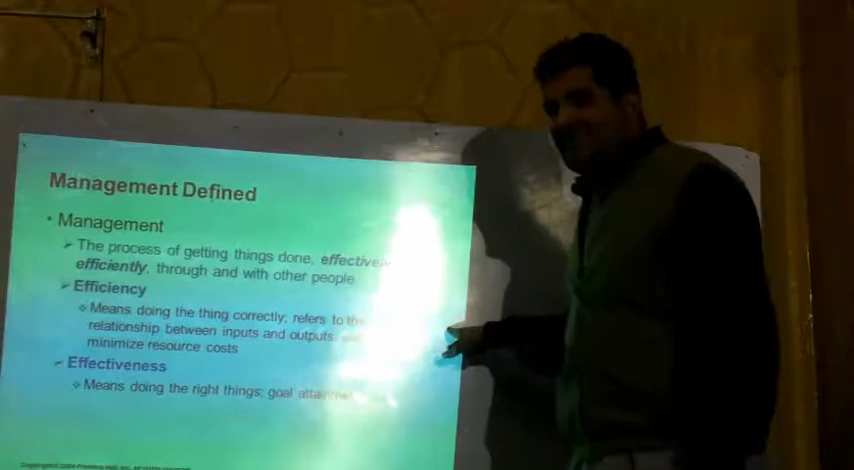 Management Defined
• Management
➢ The process of getting things done, effectively
efficiently, through and with other people
➢ Efficiency
❖ Means doing the thing correctly; refers to the
relationship between inputs and outputs;
minimize resource costs
➢ Effectiveness
❖ Means doing the right things; goal attainment